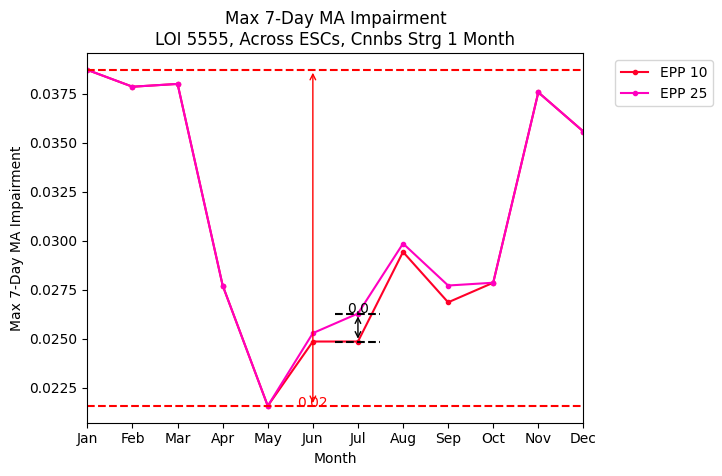 Max 7-Day MA Impairment
LOI 5555, Across ESCs, Cnnbs Strg 1 Month
EPP 10
EPP 25
Max 7-Day MA Impairment
0.0375
0.0350
0.0325
0.0300
0.0275
0.0250
0.0225
0.0
0.02
Jan Feb Mar Apr May Jun Jul Aug Sep Oct Nov Dec
Month